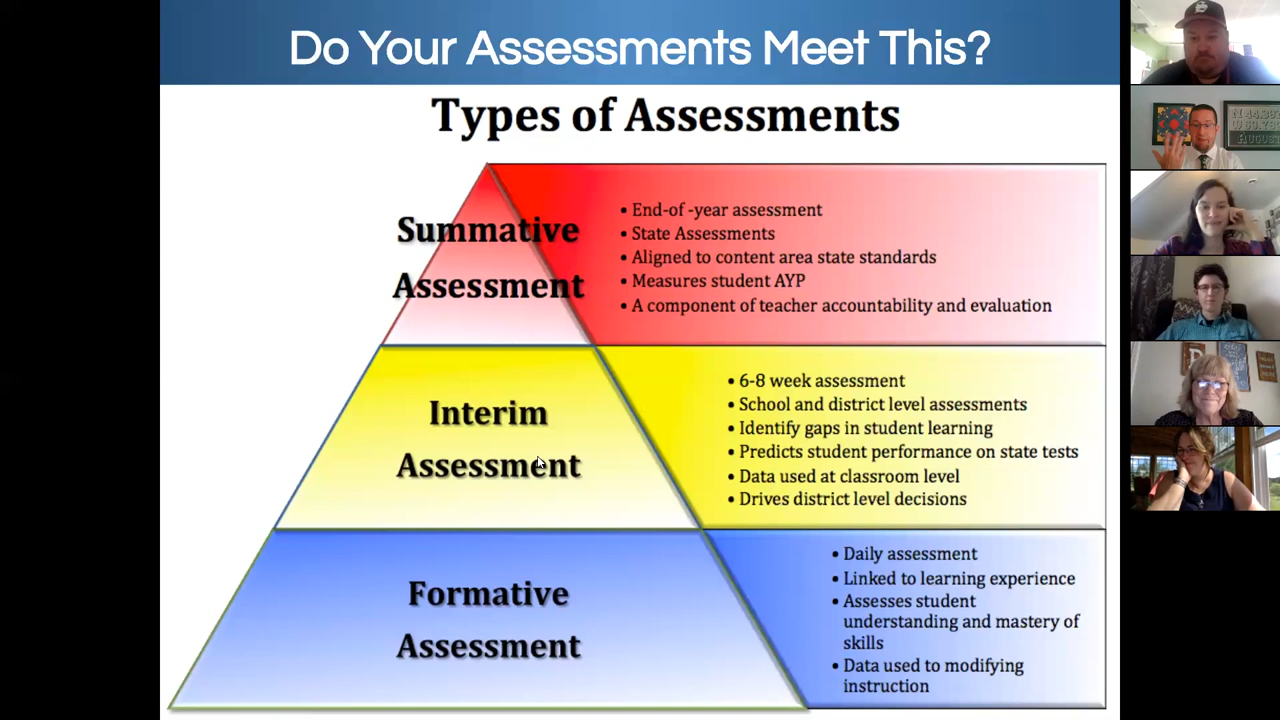 Do Your Assessments Meet This?
Types of Assessments
Summative
Assessment
• End-of -year assessment
• State Assessments
• Aligned to content area state standards
• Measures student AYP
• A component of teacher accountability and evaluation
Interim
Assessment
• 6-8 week assessment
• School and district level assessments
• Identify gaps in student learning
• Predicts student performance on state tests
• Data used at classroom level
• Drives district level decisions
Formative
Assessment
• Daily assessment
• Linked to learning experience
• Assesses student
understanding and mastery of
skills
• Data used to modifying
instruction